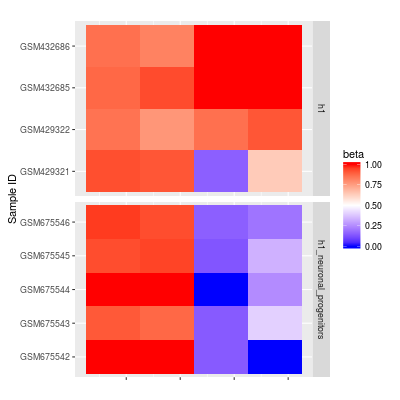 GSM432686
GSM432685
GSM429322
GSM429321
h1
GSM675546
GSM675545
GSM675544
GSM675543
GSM675542
h1_neuronal_progenitors
Sample ID
beta
1.00
0.75
0.50
0.25
0.00